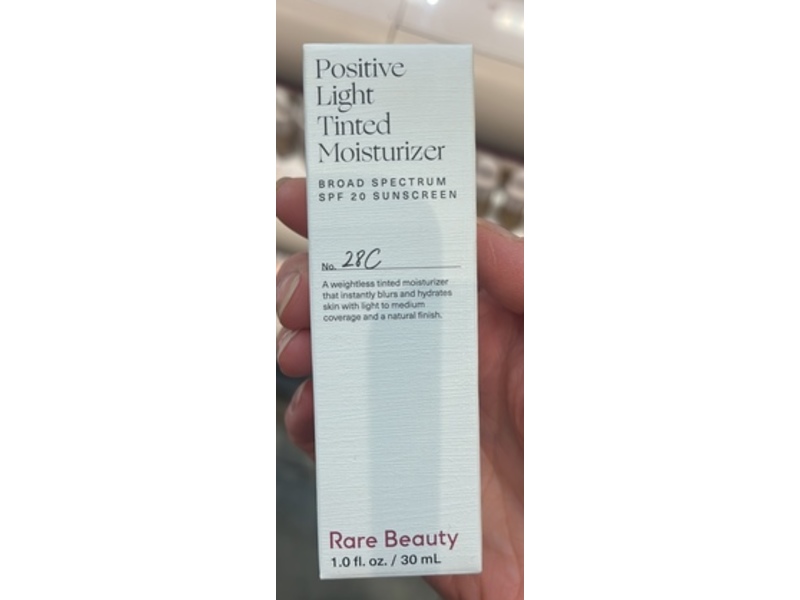 Positive
Light
Tinted
Moisturizer
BROAD SPECTRUM
SPF 20 SUNSCREEN
No. 28C
A weightless tinted moisturizer
that instantly blurs and hydrates
skin with light to medium
coverage and a natural finish.
Rare Beauty
1.0 fl. oz. / 30 mL